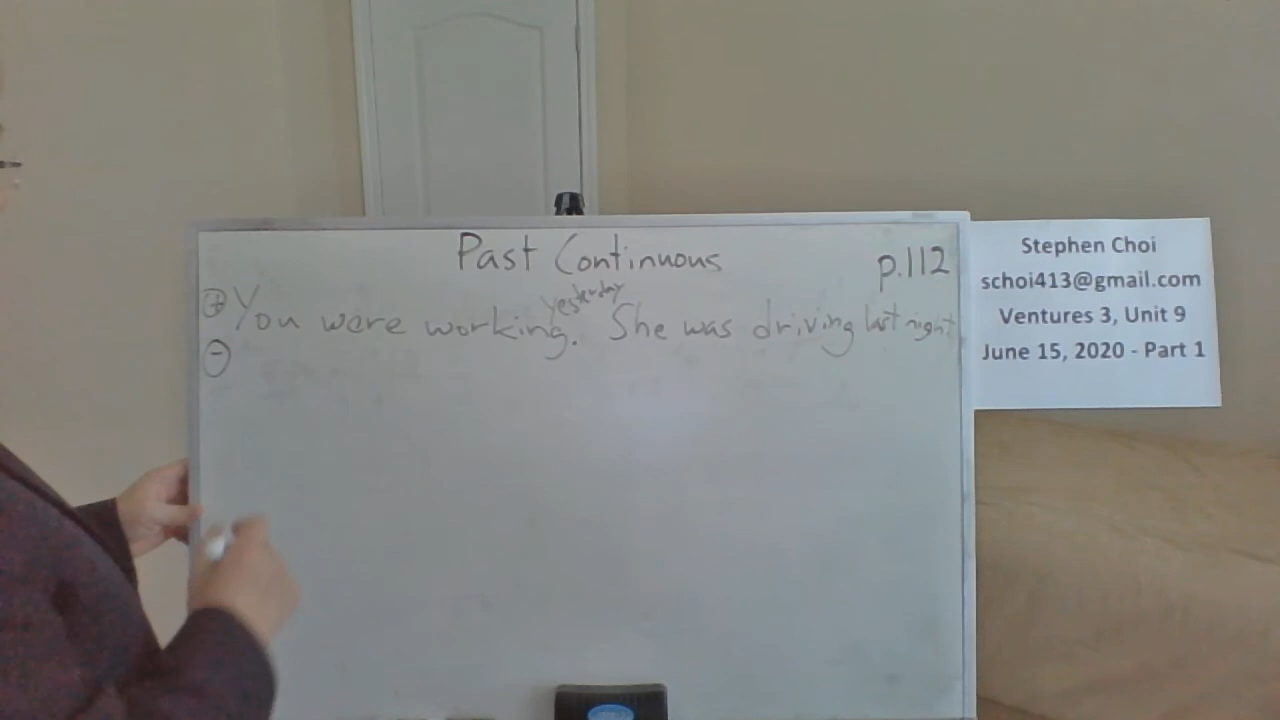 Past Continuous
p.112
yesterday
⊕ You were working. She was driving last night
⊖
Stephen Choi
schoi413@gmail.com
Ventures 3, Unit 9
June 15, 2020 - Part 1